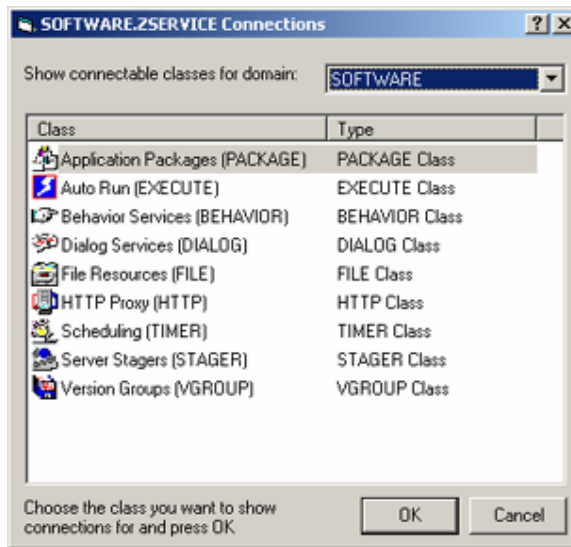 SOFTWARE.ZSERVICE Connections
Show connectable classes for domain: SOFTWARE
Class Type
Application Packages (PACKAGE) PACKAGE Class
Auto Run (EXECUTE) EXECUTE Class
Behavior Services (BEHAVIOR) BEHAVIOR Class
Dialog Services (DIALOG) DIALOG Class
File Resources (FILE) FILE Class
HTTP Proxy (HTTP) HTTP Class
Scheduling (TIMER) TIMER Class
Server Stagers (STAGER) STAGER Class
Version Groups (VGROUP) VGROUP Class
Choose the class you want to show
connections for and press OK
OK Cancel